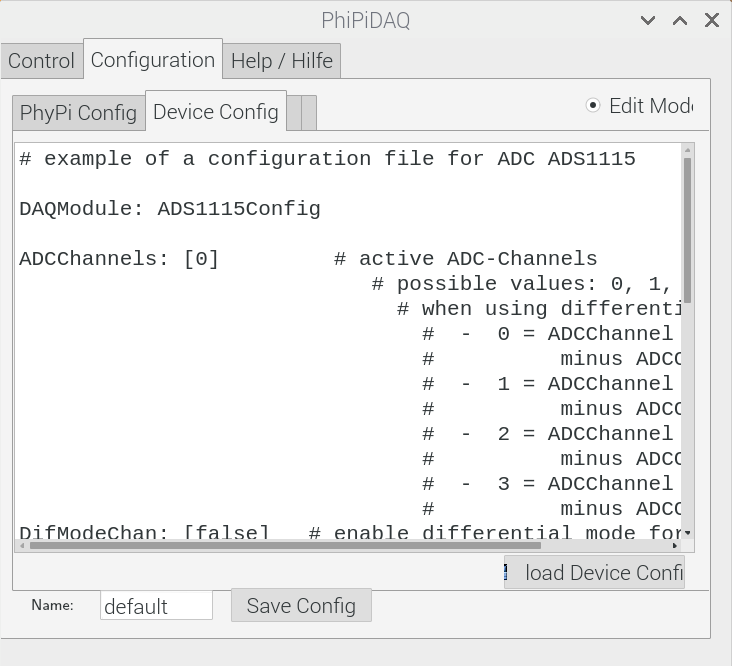 PhiPiDAQ
Control Configuration Help / Hilfe
PhyPi Config Device Config Edit Mode
# example of a configuration file for ADC ADS1115
DAQModule: ADS1115Config
ADCChannels: [0] # active ADC-Channels
# possible values: 0, 1,
# when using differenti
# - 0 = ADCChannel
# minus ADCC
# - 1 = ADCChannel
# minus ADCC
# - 2 = ADCChannel
# minus ADCC
# - 3 = ADCChannel
# minus ADCC
DifModeChan: [false] # enable differential mode for
load Device Confi
Name: default Save Config